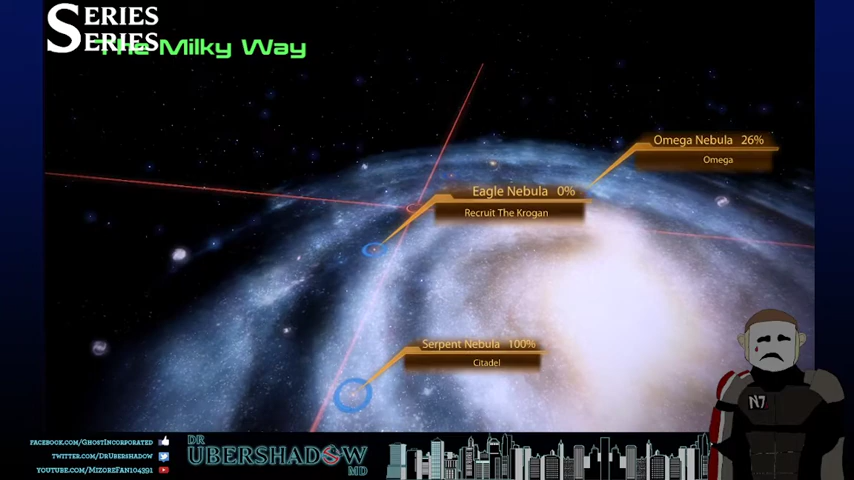 SERIES
SERIES
The Milky Way
Omega Nebula 26%
Omega
Eagle Nebula 0%
Recruit The Krogan
Serpent Nebula 100%
Citadel
N7
FACEBOOK.COM/GHOSTINCORPORATED
TWITTER.COM/DRUBERSHADOW
YOUTUBE.COM/MIZOREFAN104391
DR
UBERSHADOW
MD